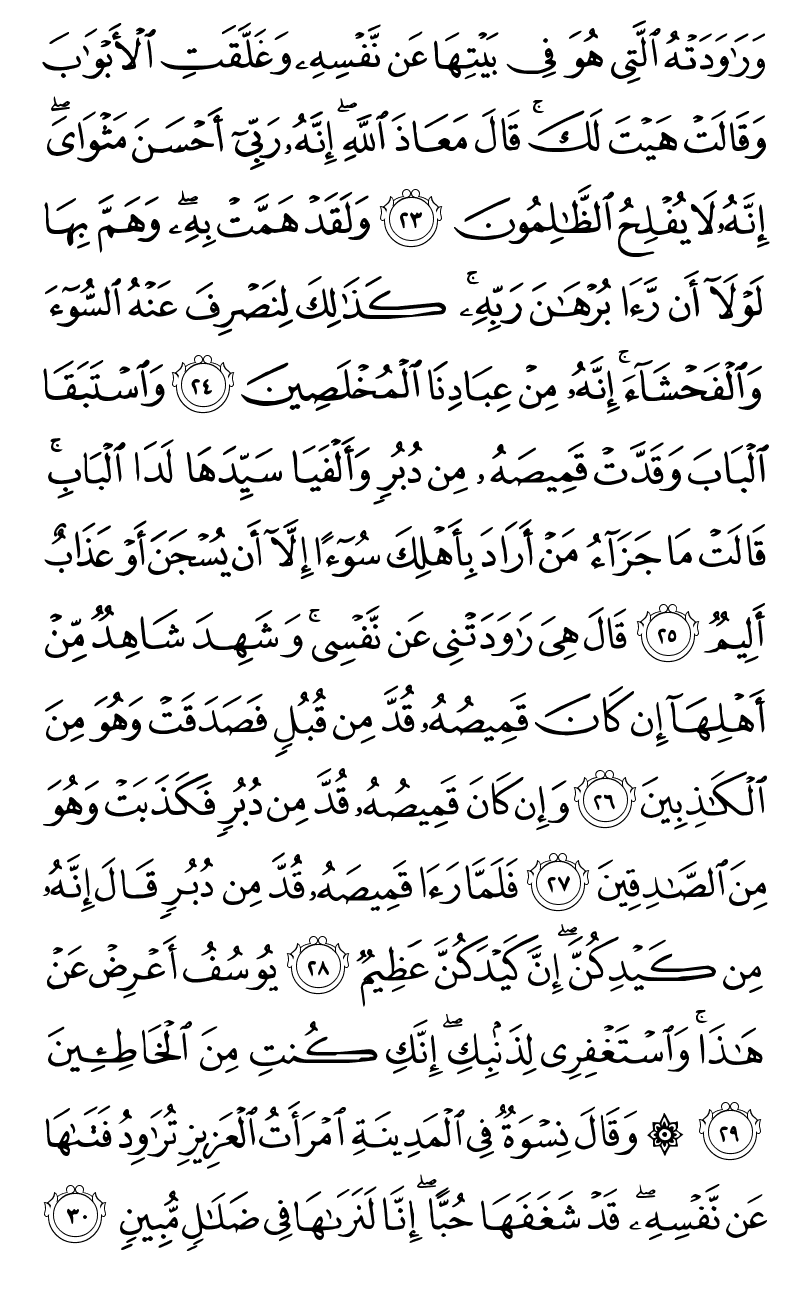 وَرَٰوَدَتْهُ ٱلَّتِى هُوَ فِى بَيْتِهَا عَن نَّفْسِهِۦ وَغَلَّقَتِ ٱلْأَبْوَٰبَ
وَقَالَتْ هَيْتَ لَكَ ۚ قَالَ مَعَاذَ ٱللَّهِ ۖ إِنَّهُۥ رَبِّىٓ أَحْسَنَ مَثْوَاىَ ۖ
إِنَّهُۥ لَا يُفْلِحُ ٱلظَّٰلِمُونَ ٢٣ وَلَقَدْ هَمَّتْ بِهِۦ ۖ وَهَمَّ بِهَا
لَوْلَآ أَن رَّءَا بُرْهَٰنَ رَبِّهِۦ ۚ كَذَٰلِكَ لِنَصْرِفَ عَنْهُ ٱلسُّوٓءَ
وَٱلْفَحْشَآءَ ۚ إِنَّهُۥ مِنْ عِبَادِنَا ٱلْمُخْلَصِينَ ٢٤ وَٱسْتَبَقَا
ٱلْبَابَ وَقَدَّتْ قَمِيصَهُۥ مِن دُبُرٍ وَأَلْفَيَا سَيِّدَهَا لَدَا ٱلْبَابِ ۚ
قَالَتْ مَا جَزَآءُ مَنْ أَرَادَ بِأَهْلِكَ سُوٓءًا إِلَّآ أَن يُسْجَنَ أَوْ عَذَابٌ
أَلِيمٌ ٢٥ قَالَ هِىَ رَٰوَدَتْنِى عَن نَّفْسِى ۚ وَشَهِدَ شَاهِدٌ مِّنْ
أَهْلِهَآ إِن كَانَ قَمِيصُهُۥ قُدَّ مِن قُبُلٍ فَصَدَقَتْ وَهُوَ مِنَ
ٱلْكَٰذِبِينَ ٢٦ وَإِن كَانَ قَمِيصُهُۥ قُدَّ مِن دُبُرٍ فَكَذَبَتْ وَهُوَ
مِنَ ٱلصَّٰدِقِينَ ٢٧ فَلَمَّا رَءَا قَمِيصَهُۥ قُدَّ مِن دُبُرٍ قَالَ إِنَّهُۥ
مِن كَيْدِكُنَّ ۖ إِنَّ كَيْدَكُنَّ عَظِيمٌ ٢٨ يُوسُفُ أَعْرِضْ عَنْ
هَٰذَا ۚ وَٱسْتَغْفِرِى لِذَنۢبِكِ ۖ إِنَّكِ كُنتِ مِنَ ٱلْخَاطِـِٔينَ
٢٩ ۞ وَقَالَ نِسْوَةٌ فِى ٱلْمَدِينَةِ ٱمْرَأَتُ ٱلْعَزِيزِ تُرَٰوِدُ فَتَىٰهَا
عَن نَّفْسِهِۦ ۖ قَدْ شَغَفَهَا حُبًّا ۖ إِنَّا لَنَرَىٰهَا فِى ضَلَٰلٍ مُّبِينٍ ٣٠